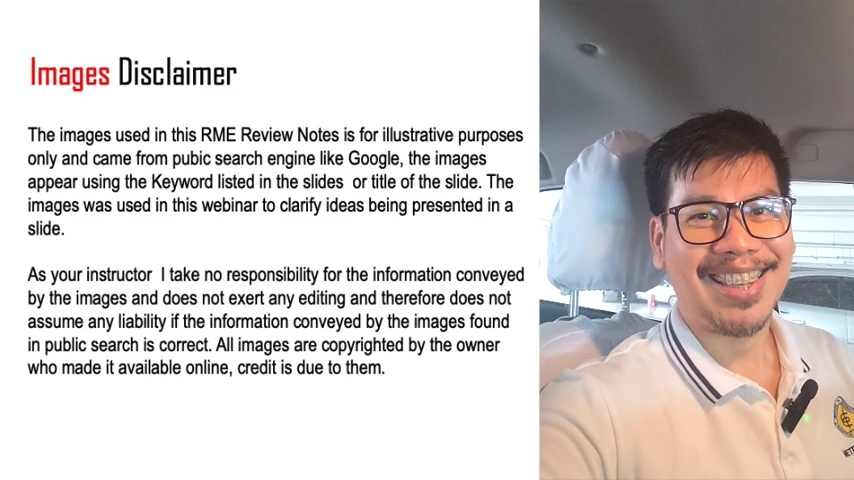 Images Disclaimer
The images used in this RME Review Notes is for illustrative purposes
only and came from pubic search engine like Google, the images
appear using the Keyword listed in the slides or title of the slide. The
images was used in this webinar to clarify ideas being presented in a
slide.
As your instructor I take no responsibility for the information conveyed
by the images and does not exert any editing and therefore does not
assume any liability if the information conveyed by the images found
in public search is correct. All images are copyrighted by the owner
who made it available online, credit is due to them.